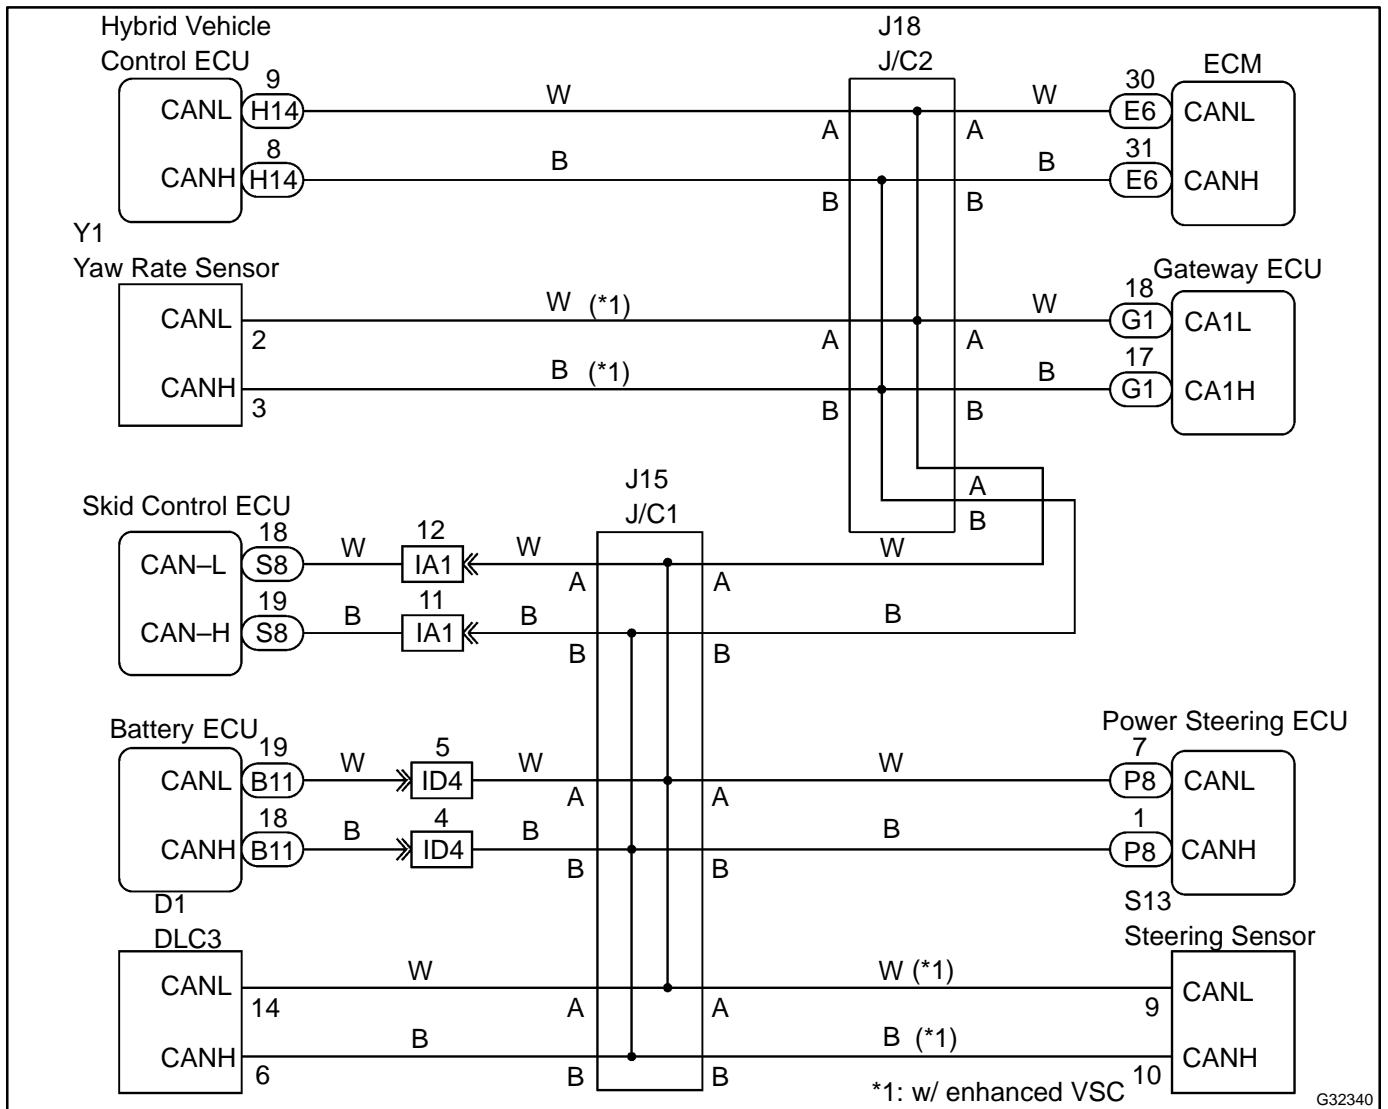 Hybrid Vehicle
Control ECU
J18
J/C2
ECM
9
W
W
30
CANL
H14
A
A
E6
CANL
8
B
B
31
CANH
H14
B
B
E6
CANH
Y1
Yaw Rate Sensor
Gateway ECU
W (*1)
W
18
CANL
2
A
A
G1
CA1L
B (*1)
B
17
CANH
3
B
B
G1
CA1H
J15
J/C1
A
B
Skid Control ECU
18
W
12
W
W
CAN–L
S8
IA1
A
A
19
B
11
B
B
CAN–H
S8
IA1
B
B
Battery ECU
Power Steering ECU
19
W
5
W
W
7
CANL
B11
ID4
A
A
P8
CANL
18
B
4
B
B
1
CANH
B11
ID4
B
B
P8
CANH
D1
DLC3
S13
Steering Sensor
W
W (*1)
CANL
14
A
A
9
CANL
B
B (*1)
CANH
6
B
B
10
CANH
*1: w/ enhanced VSC
G32340